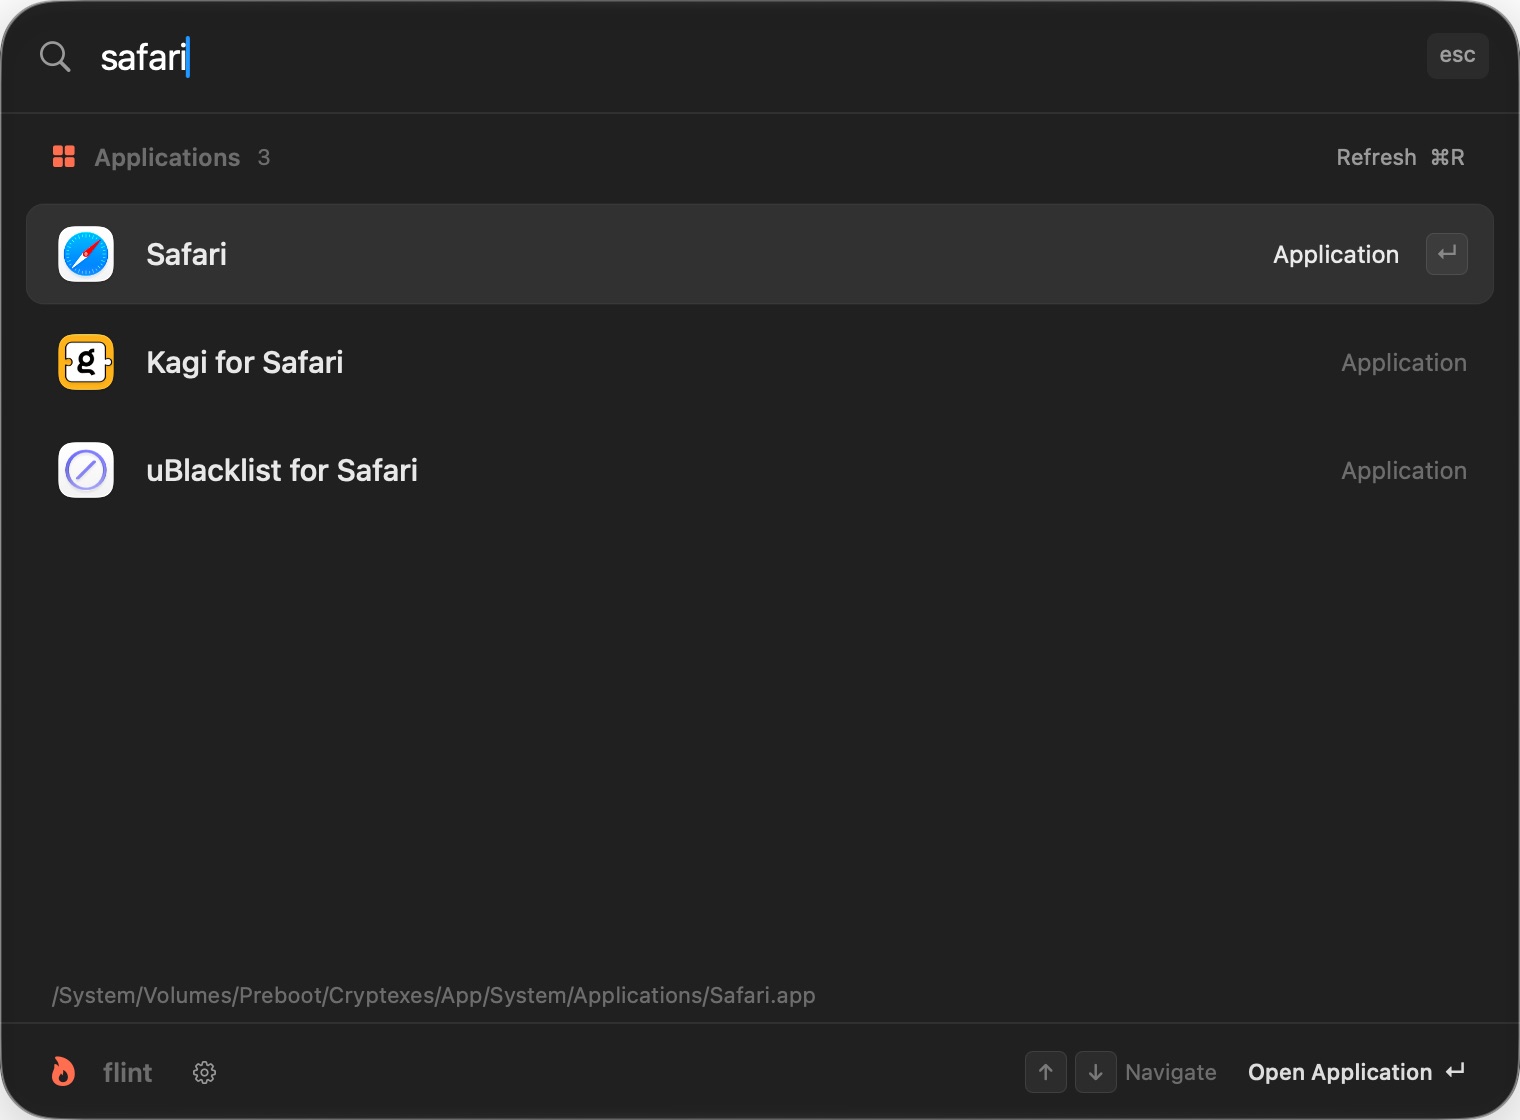 safari
esc
Applications 3
Refresh ⌘R
Safari
Application ↵
Kagi for Safari
Application
uBlacklist for Safari
Application
/System/Volumes/Preboot/Cryptexes/App/System/Applications/Safari.app
flint
↑ ↓ Navigate
Open Application ↵